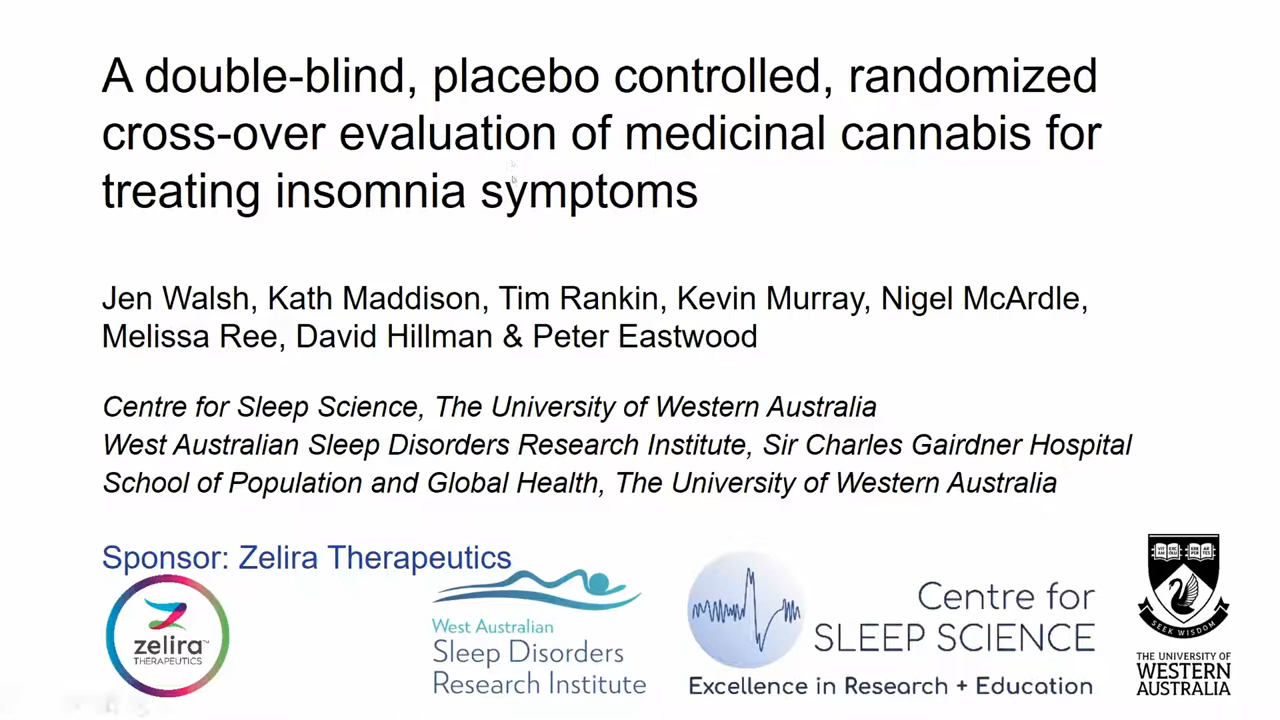 A double-blind, placebo controlled, randomized
cross-over evaluation of medicinal cannabis for
treating insomnia symptoms
Jen Walsh, Kath Maddison, Tim Rankin, Kevin Murray, Nigel McArdle,
Melissa Ree, David Hillman & Peter Eastwood
Centre for Sleep Science, The University of Western Australia
West Australian Sleep Disorders Research Institute, Sir Charles Gairdner Hospital
School of Population and Global Health, The University of Western Australia
Sponsor: Zelira Therapeutics
zelira™
THERAPEUTICS
West Australian
Sleep Disorders
Research Institute
Centre for
SLEEP SCIENCE
Excellence in Research + Education
SEEK WISDOM
THE UNIVERSITY OF
WESTERN
AUSTRALIA